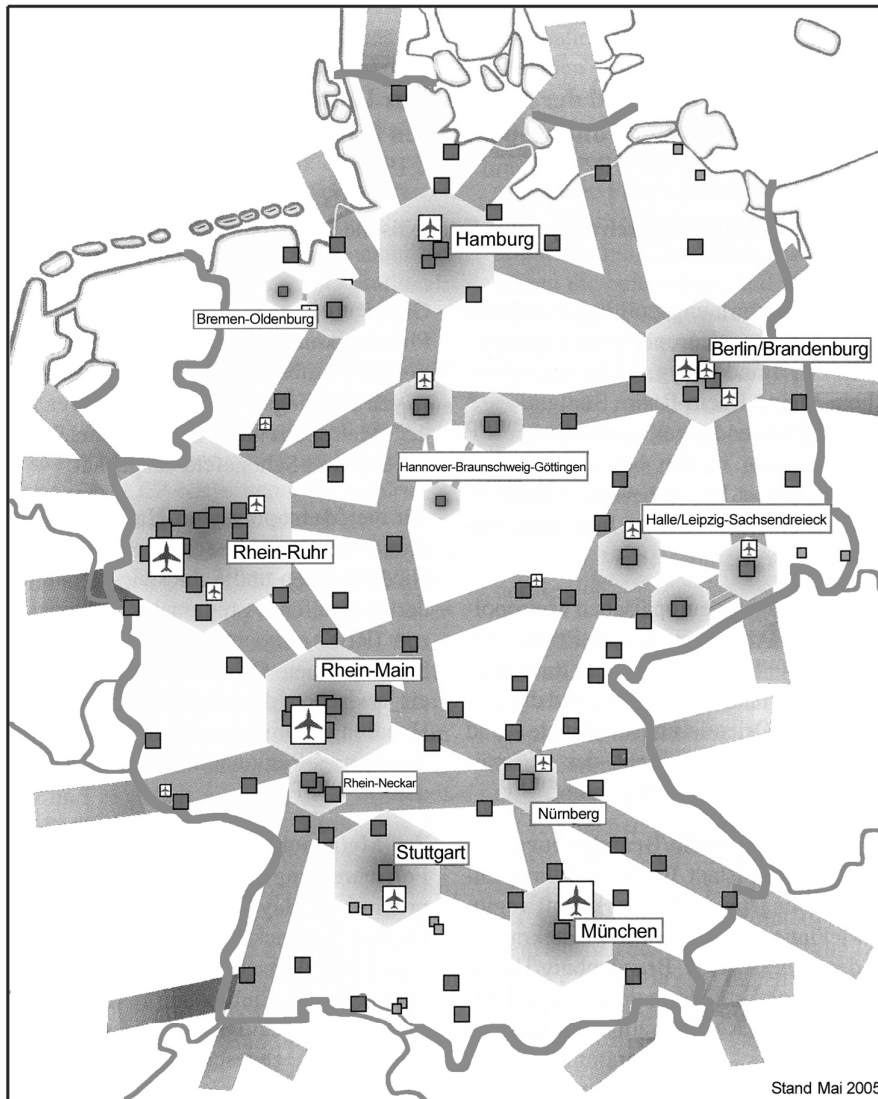 Hamburg
Bremen-Oldenburg
Berlin/Brandenburg
Hannover-Braunschweig-Göttingen
Halle/Leipzig-Sachsendreieck
Rhein-Ruhr
Rhein-Main
Rhein-Neckar
Nürnberg
Stuttgart
München
Stand Mai 2005